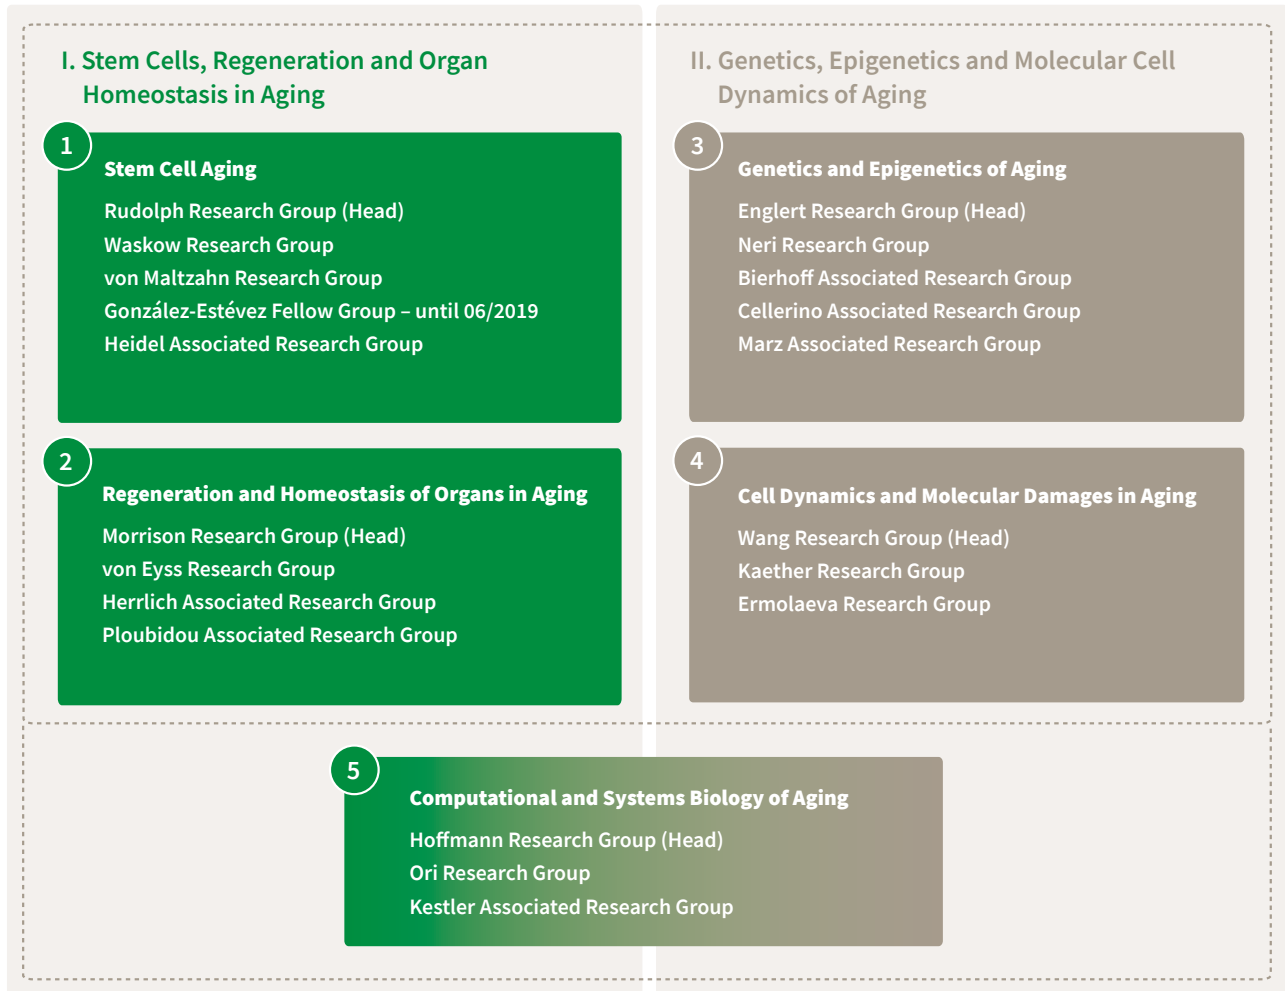 I. Stem Cells, Regeneration and Organ
Homeostasis in Aging
1
Stem Cell Aging
Rudolph Research Group (Head)
Waskow Research Group
von Maltzahn Research Group
González-Estévez Fellow Group – until 06/2019
Heidel Associated Research Group
2
Regeneration and Homeostasis of Organs in Aging
Morrison Research Group (Head)
von Eyss Research Group
Herrlich Associated Research Group
Ploubidou Associated Research Group
II. Genetics, Epigenetics and Molecular Cell
Dynamics of Aging
3
Genetics and Epigenetics of Aging
Englert Research Group (Head)
Neri Research Group
Bierhoff Associated Research Group
Cellerino Associated Research Group
Marz Associated Research Group
4
Cell Dynamics and Molecular Damages in Aging
Wang Research Group (Head)
Kaether Research Group
Ermolaeva Research Group
5
Computational and Systems Biology of Aging
Hoffmann Research Group (Head)
Ori Research Group
Kestler Associated Research Group